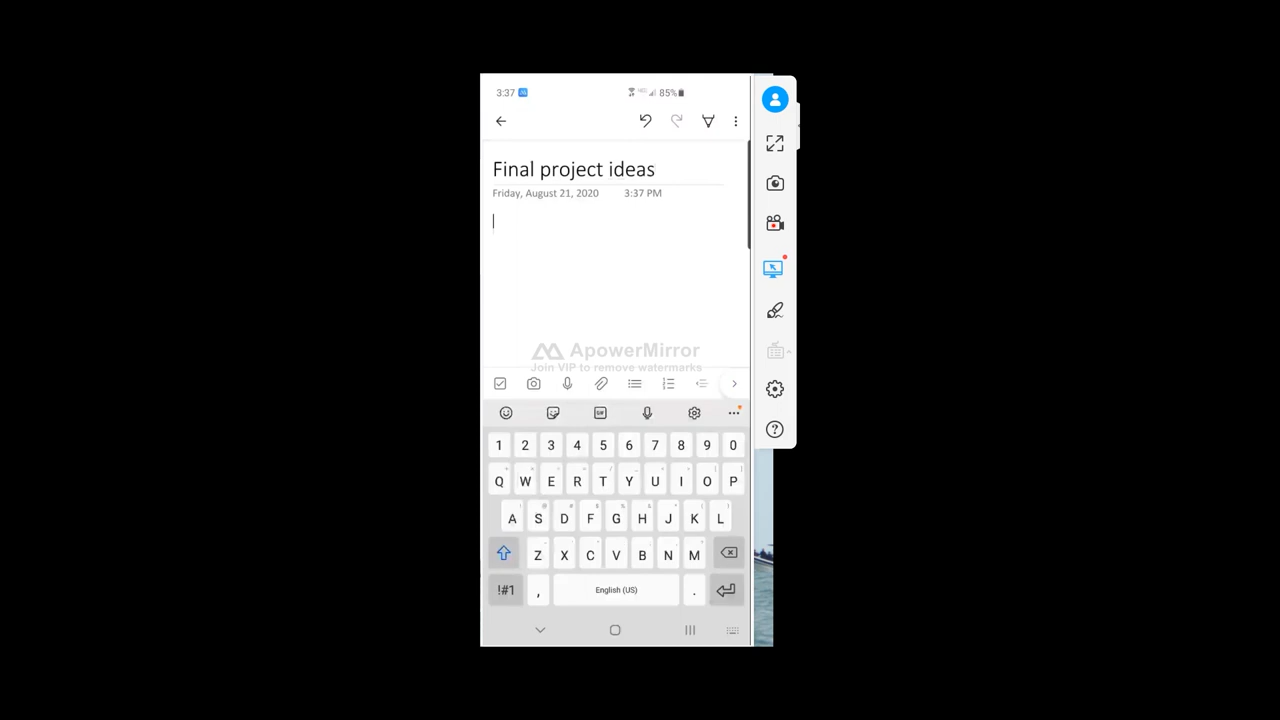 3:37 85%
Final project ideas
Friday, August 21, 2020 3:37 PM
ApowerMirror
Join VIP to remove watermarks
GIF
1 2 3 4 5 6 7 8 9 0
Q W E R T Y U I O P
A S D F G H J K L
Z X C V B N M
!#1 , English (US) .